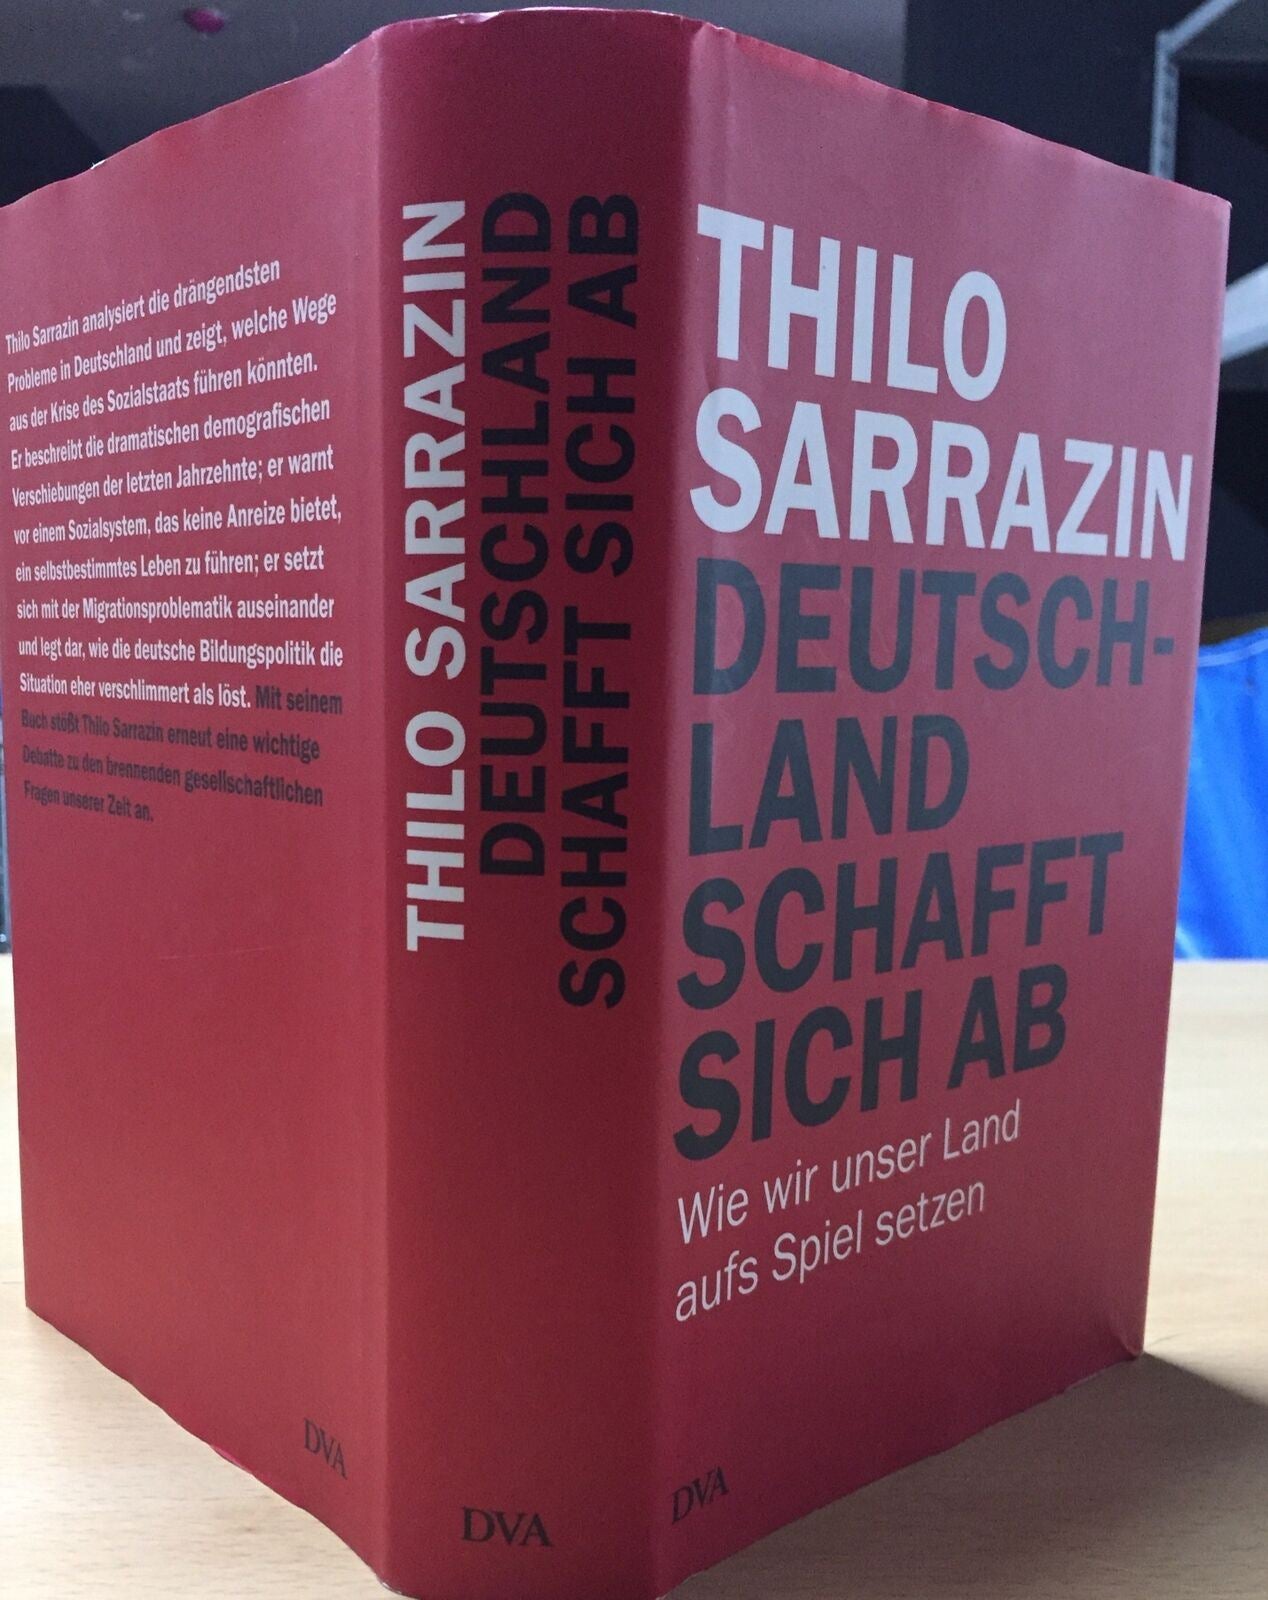 Thilo Sarrazin analysiert die drängendsten
Probleme in Deutschland und zeigt, welche Wege
aus der Krise des Sozialstaats führen könnten.
Er beschreibt die dramatischen demografischen
Verschiebungen der letzten Jahrzehnte; er warnt
vor einem Sozialsystem, das keine Anreize bietet,
ein selbstbestimmtes Leben zu führen; er setzt
sich mit der Migrationsproblematik auseinander
und legt dar, wie die deutsche Bildungspolitik die
Situation eher verschlimmert als löst. Mit seinem
Buch stößt Thilo Sarrazin erneut eine wichtige
Debatte zu den brennenden gesellschaftlichen
Fragen unserer Zeit an.
DVA
THILO SARRAZIN
DEUTSCHLAND
SCHAFFT SICH AB
DVA
THILO
SARRAZIN
DEUTSCH-
LAND
SCHAFFT
SICH AB
Wie wir unser Land
aufs Spiel setzen
DVA